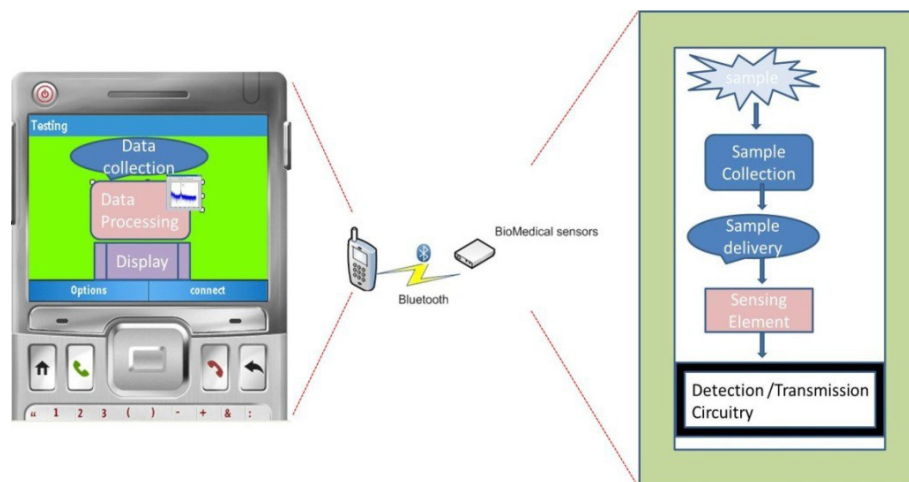 Testing
Data
collection
Data
Processing
Display
Options
connect
“ 1 2 3 ( ) - + & :
BioMedical sensors
Bluetooth
sample
Sample
Collection
Sample
delivery
Sensing
Element
Detection /Transmission
Circuitry